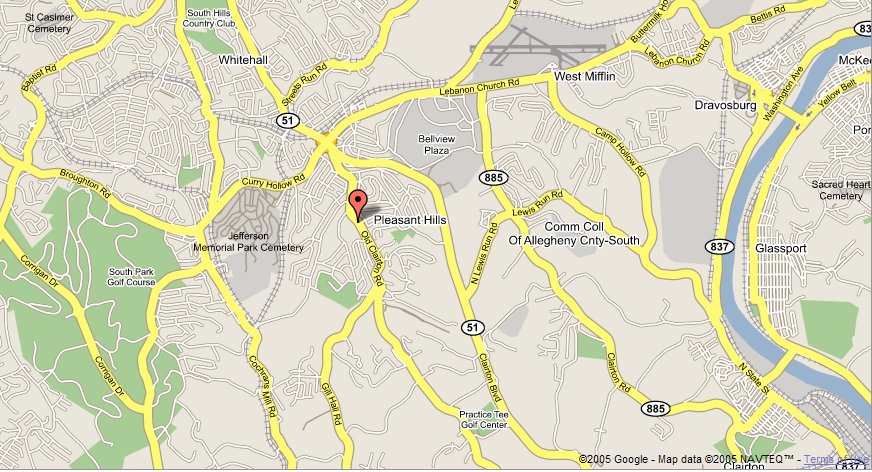 St Casimer
Cemetery
South Hills
Country Club
Bettis Rd
Buttermilk Ho
837
Baptist Rd
Whitehall
Streets Run Rd
Lebanon Church Rd
Lebanon Church Rd
West Mifflin
McKe
Washington Ave
Yellow Belt
Dravosburg
51
Bellview
Plaza
Camp Hollow Rd
Por
Broughton Rd
Curry Hollow Rd
885
Sacred Heart
Cemetery
Lewis Run Rd
Pleasant Hills
Jefferson
Memorial Park Cemetery
Old Clairton Rd
N Lewis Run Rd
Comm Coll
Of Allegheny Cnty-South
837
Glassport
Corrigan Dr
South Park
Golf Course
51
Corrigan Dr
Cochrans Mill Rd
Gill Hall Rd
Clairton Blvd
Clairton Rd
N State St
885
Practice Tee
Golf Center
Clairton
837
©2005 Google - Map data ©2005 NAVTEQ™ - Terms of Use